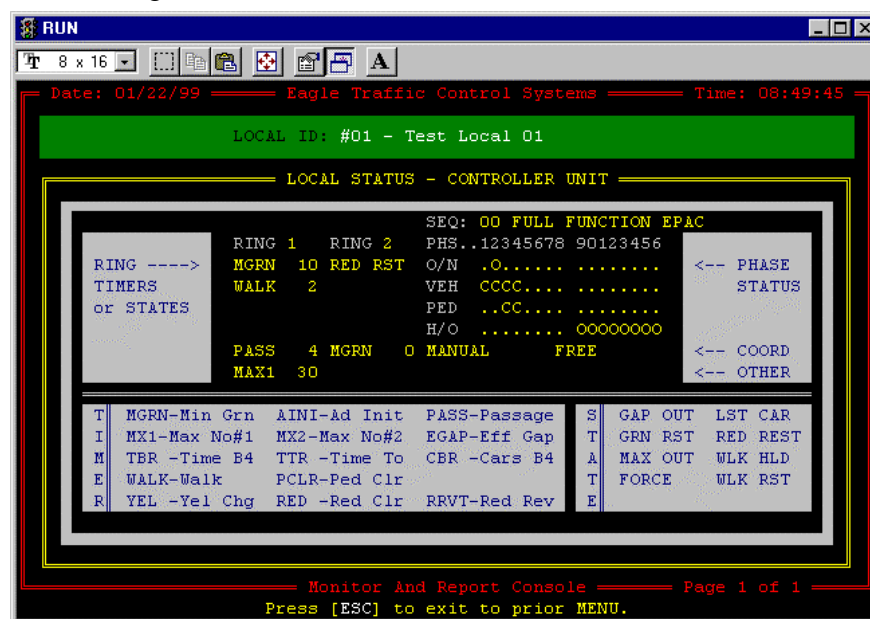 RUN
8 x 16 A
Date: 01/22/99 Eagle Traffic Control Systems Time: 08:49:45
LOCAL ID: #01 - Test Local 01
LOCAL STATUS - CONTROLLER UNIT
SEQ: 00 FULL FUNCTION EPAC
RING 1 RING 2 PHS..12345678 90123456
RING ----> MGRN 10 RED RST O/N .O...... ........ <-- PHASE
TIMERS WALK 2 VEH CCCC.... ........ STATUS
or STATES PED ..CC.... ........
H/O ........ OOOOOOOO
PASS 4 MGRN 0 MANUAL FREE <-- COORD
MAX1 30 <-- OTHER
T MGRN-Min Grn AINI-Ad Init PASS-Passage S GAP OUT LST CAR
I MX1-Max No#1 MX2-Max No#2 EGAP-Eff Gap T GRN RST RED REST
M TBR -Time B4 TTR -Time To CBR -Cars B4 A MAX OUT WLK HLD
E WALK-Walk PCLR-Ped Clr T FORCE WLK RST
R YEL -Yel Chg RED -Red Clr RRVT-Red Rev E
Monitor And Report Console Page 1 of 1
Press [ESC] to exit to prior MENU.